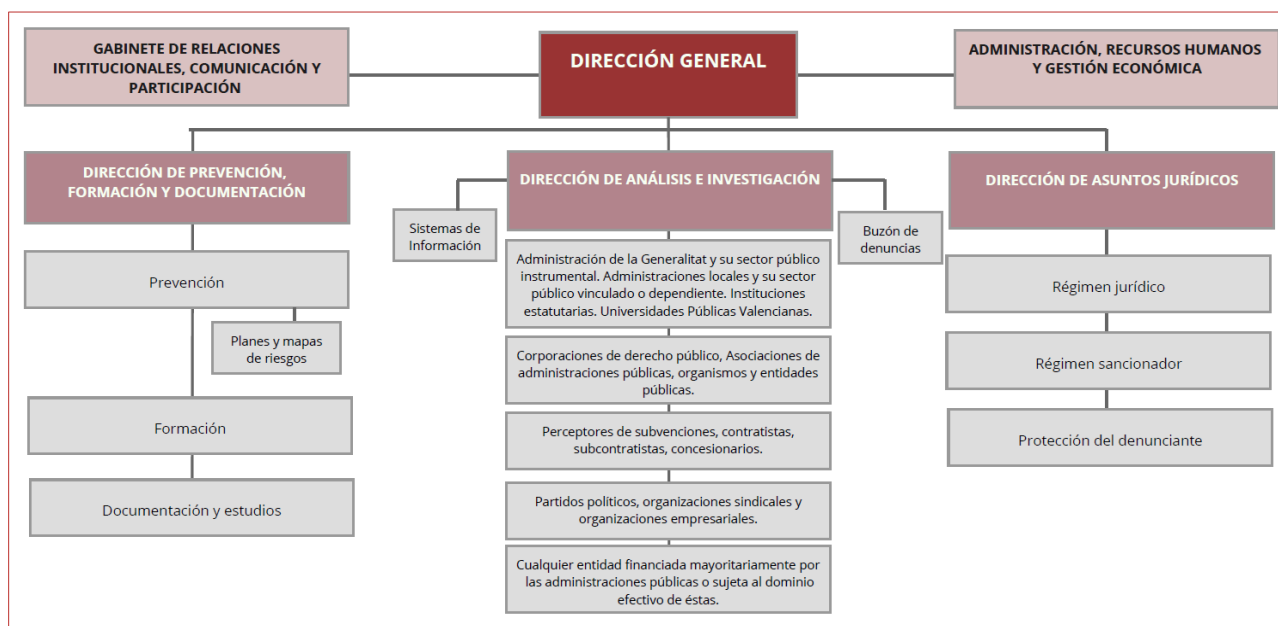 GABINETE DE RELACIONES
INSTITUCIONALES, COMUNICACIÓN Y
PARTICIPACIÓN
DIRECCIÓN GENERAL
ADMINISTRACIÓN, RECURSOS HUMANOS
Y GESTIÓN ECONÓMICA
DIRECCIÓN DE PREVENCIÓN,
FORMACIÓN Y DOCUMENTACIÓN
Prevención
Planes y mapas
de riesgos
Formación
Documentación y estudios
DIRECCIÓN DE ANÁLISIS E INVESTIGACIÓN
Sistemas de
Información
Buzón de
denuncias
Administración de la Generalitat y su sector público
instrumental. Administraciones locales y su sector
público vinculado o dependiente. Instituciones
estatutarias. Universidades Públicas Valencianas.
Corporaciones de derecho público, Asociaciones de
administraciones públicas, organismos y entidades
públicas.
Perceptores de subvenciones, contratistas,
subcontratistas, concesionarios.
Partidos políticos, organizaciones sindicales y
organizaciones empresariales.
Cualquier entidad financiada mayoritariamente por
las administraciones públicas o sujeta al dominio
efectivo de éstas.
DIRECCIÓN DE ASUNTOS JURÍDICOS
Régimen jurídico
Régimen sancionador
Protección del denunciante